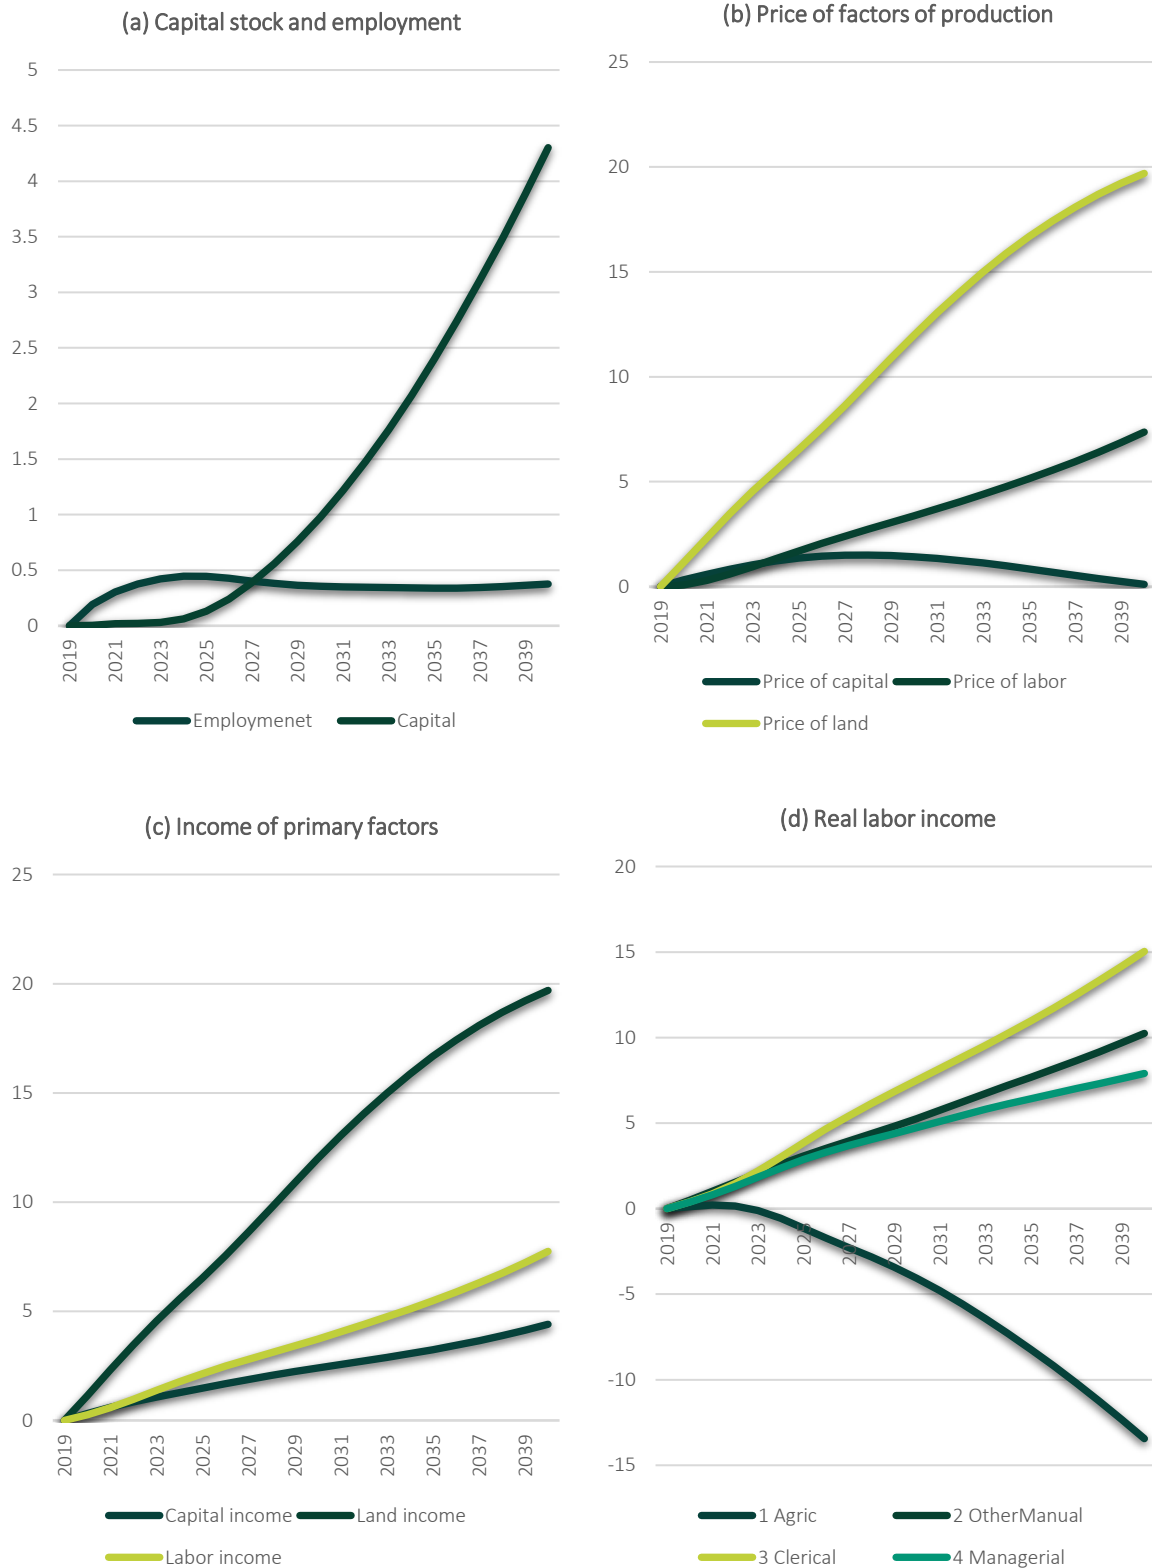 (a) Capital stock and employment
5
4.5
4
3.5
3
2.5
2
1.5
1
0.5
0
2019 2021 2023 2025 2027 2029 2031 2033 2035 2037 2039
Employmenet Capital
(b) Price of factors of production
25
20
15
10
5
0
2019 2021 2023 2025 2027 2029 2031 2033 2035 2037 2039
Price of capital Price of labor
Price of land
(c) Income of primary factors
25
20
15
10
5
0
2019 2021 2023 2025 2027 2029 2031 2033 2035 2037 2039
Capital income Land income
Labor income
(d) Real labor income
20
15
10
5
0
-5
-10
-15
2019 2021 2023 2025 2027 2029 2031 2033 2035 2037 2039
1 Agric 2 OtherManual
3 Clerical 4 Managerial